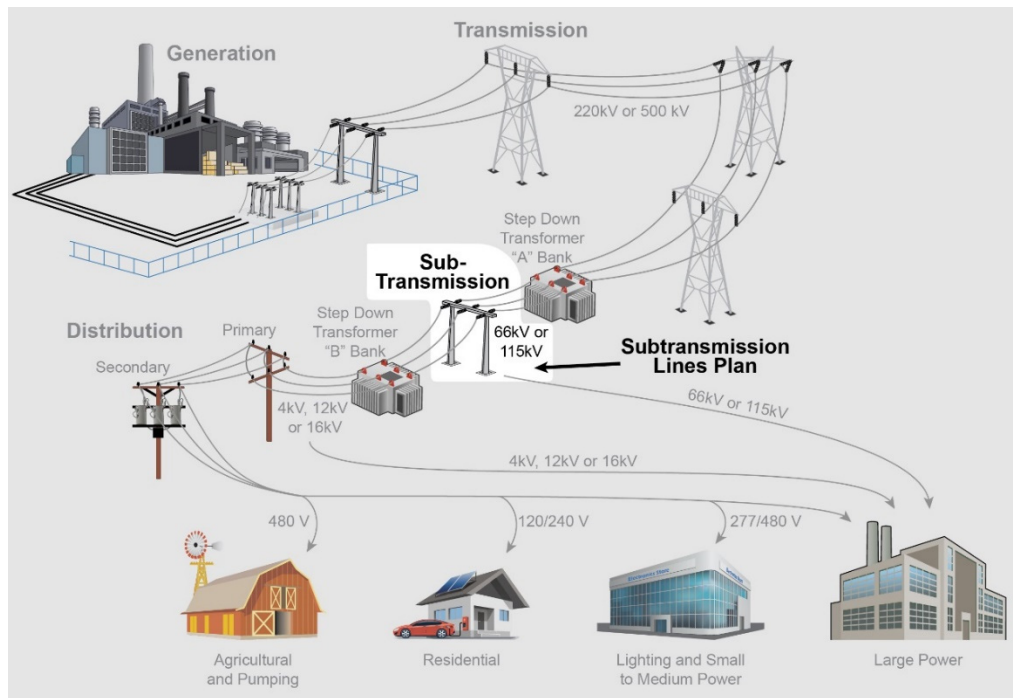 Generation
Transmission
220kV or 500 kV
Step Down
Transformer
“A” Bank
Sub-
Transmission
66kV or
115kV
Subtransmission
Lines Plan
Step Down
Transformer
“B” Bank
Distribution
Primary
Secondary
4kV, 12kV
or 16kV
66kV or 115kV
4kV, 12kV or 16kV
480 V
120/240 V
277/480 V
Agricultural
and Pumping
Residential
Lighting and Small
to Medium Power
Large Power